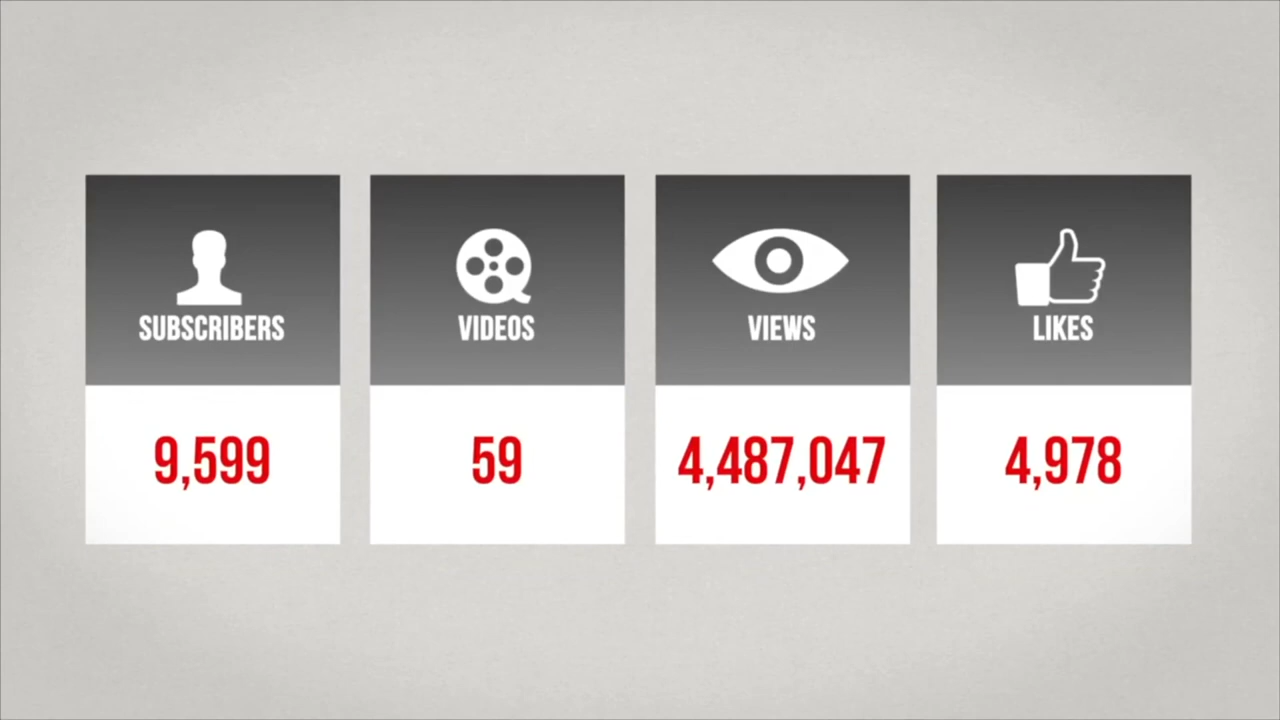 SUBSCRIBERS
VIDEOS
VIEWS
LIKES
9,599
59
4,487,047
4,978